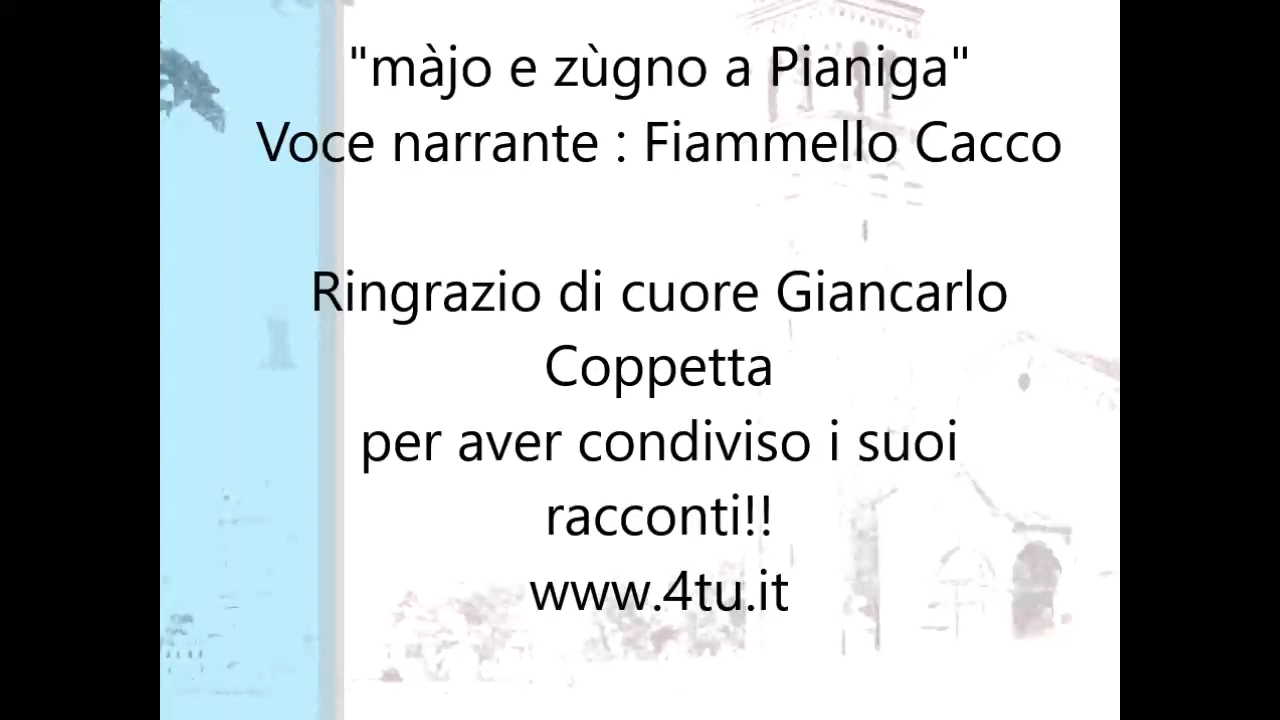 "màjo e zùgno a Pianiga"
Voce narrante : Fiammello Cacco
Ringrazio di cuore Giancarlo
Coppetta
per aver condiviso i suoi
racconti!!
www.4tu.it